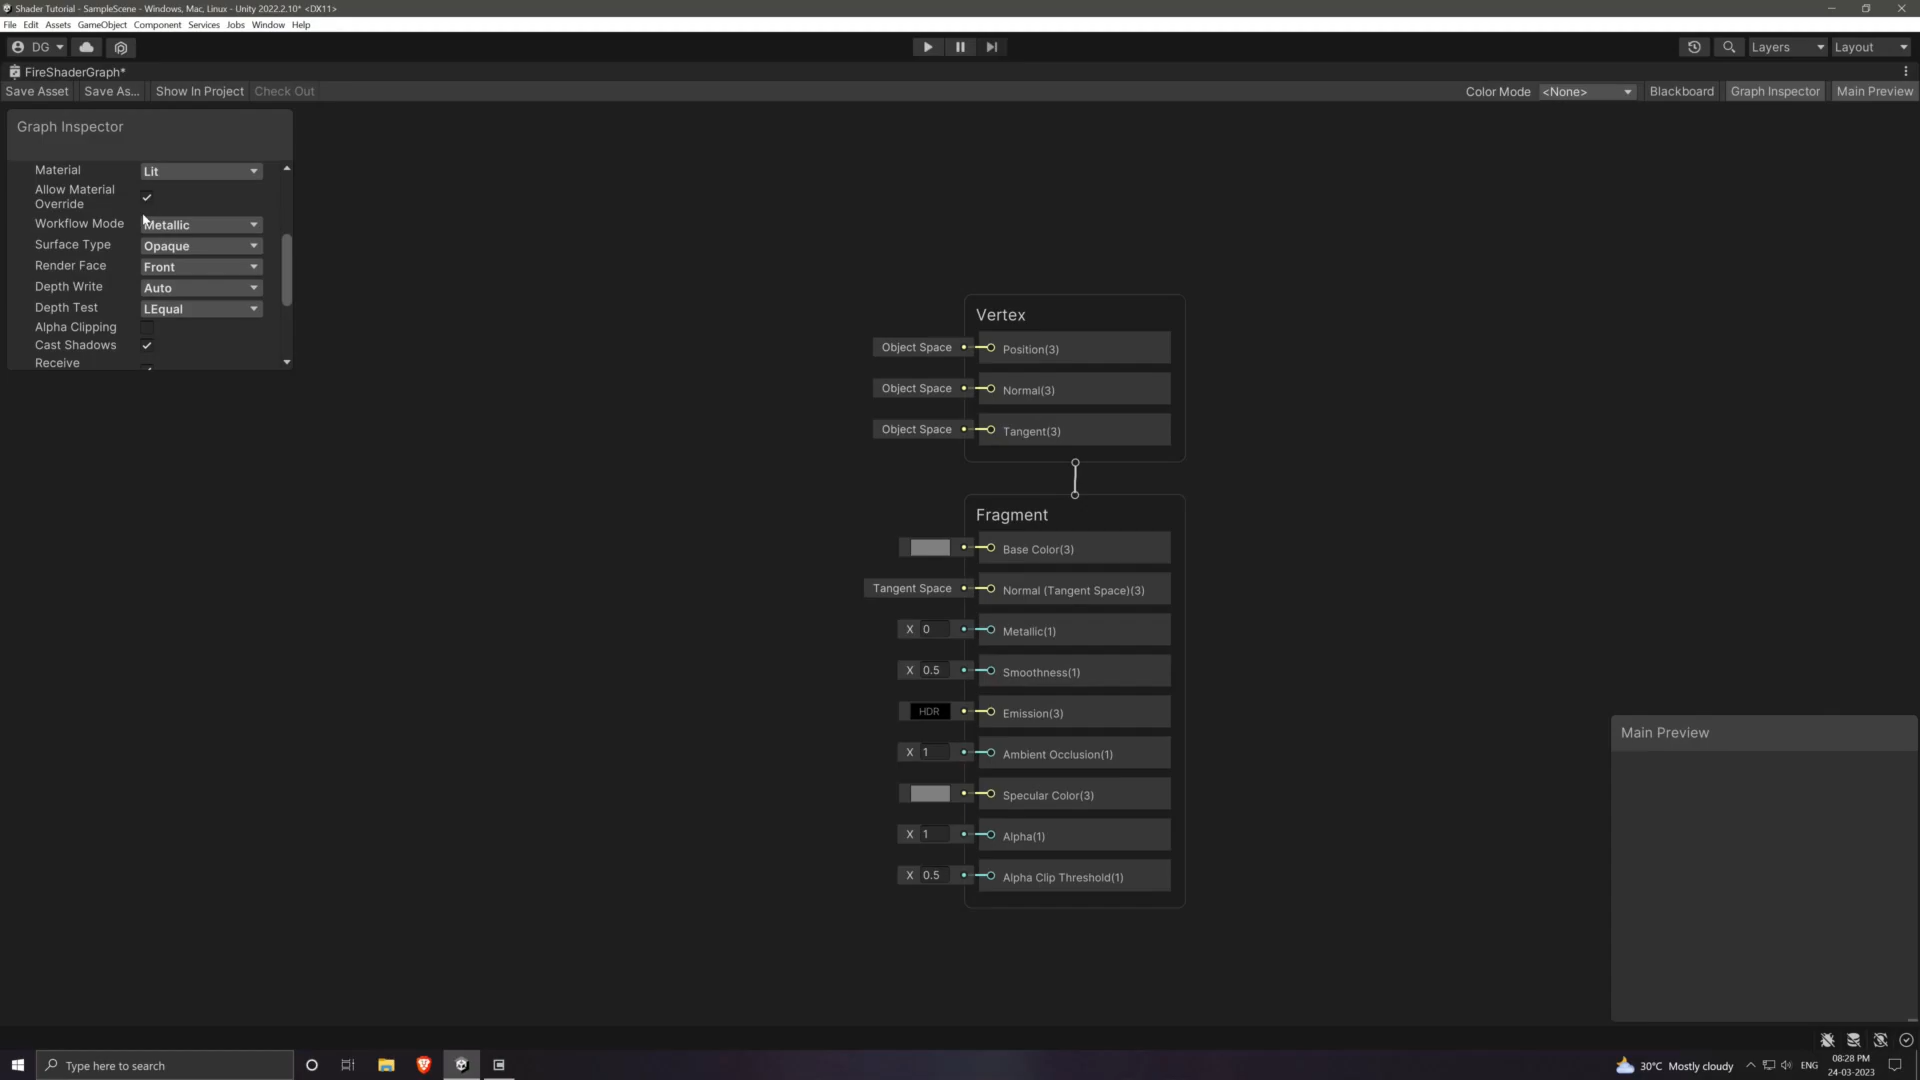 Shader Tutorial - SampleScene - Windows, Mac, Linux - Unity 2022.2.10* <DX11>
File Edit Assets GameObject Component Services Jobs Window Help
DG Layers Layout
FireShaderGraph*
Save Asset Save As... Show In Project Check Out Color Mode <None> Blackboard Graph Inspector Main Preview
Graph Inspector
Material Lit
Allow Material
Override
Workflow Mode Metallic
Surface Type Opaque
Render Face Front
Depth Write Auto
Depth Test LEqual
Alpha Clipping
Cast Shadows
Receive
Vertex
Object Space Position(3)
Object Space Normal(3)
Object Space Tangent(3)
Fragment
Base Color(3)
Tangent Space Normal (Tangent Space)(3)
X 0 Metallic(1)
X 0.5 Smoothness(1)
HDR Emission(3)
X 1 Ambient Occlusion(1)
Specular Color(3)
X 1 Alpha(1)
X 0.5 Alpha Clip Threshold(1)
Main Preview
Type here to search
30°C Mostly cloudy ENG
08:28 PM
24-03-2023